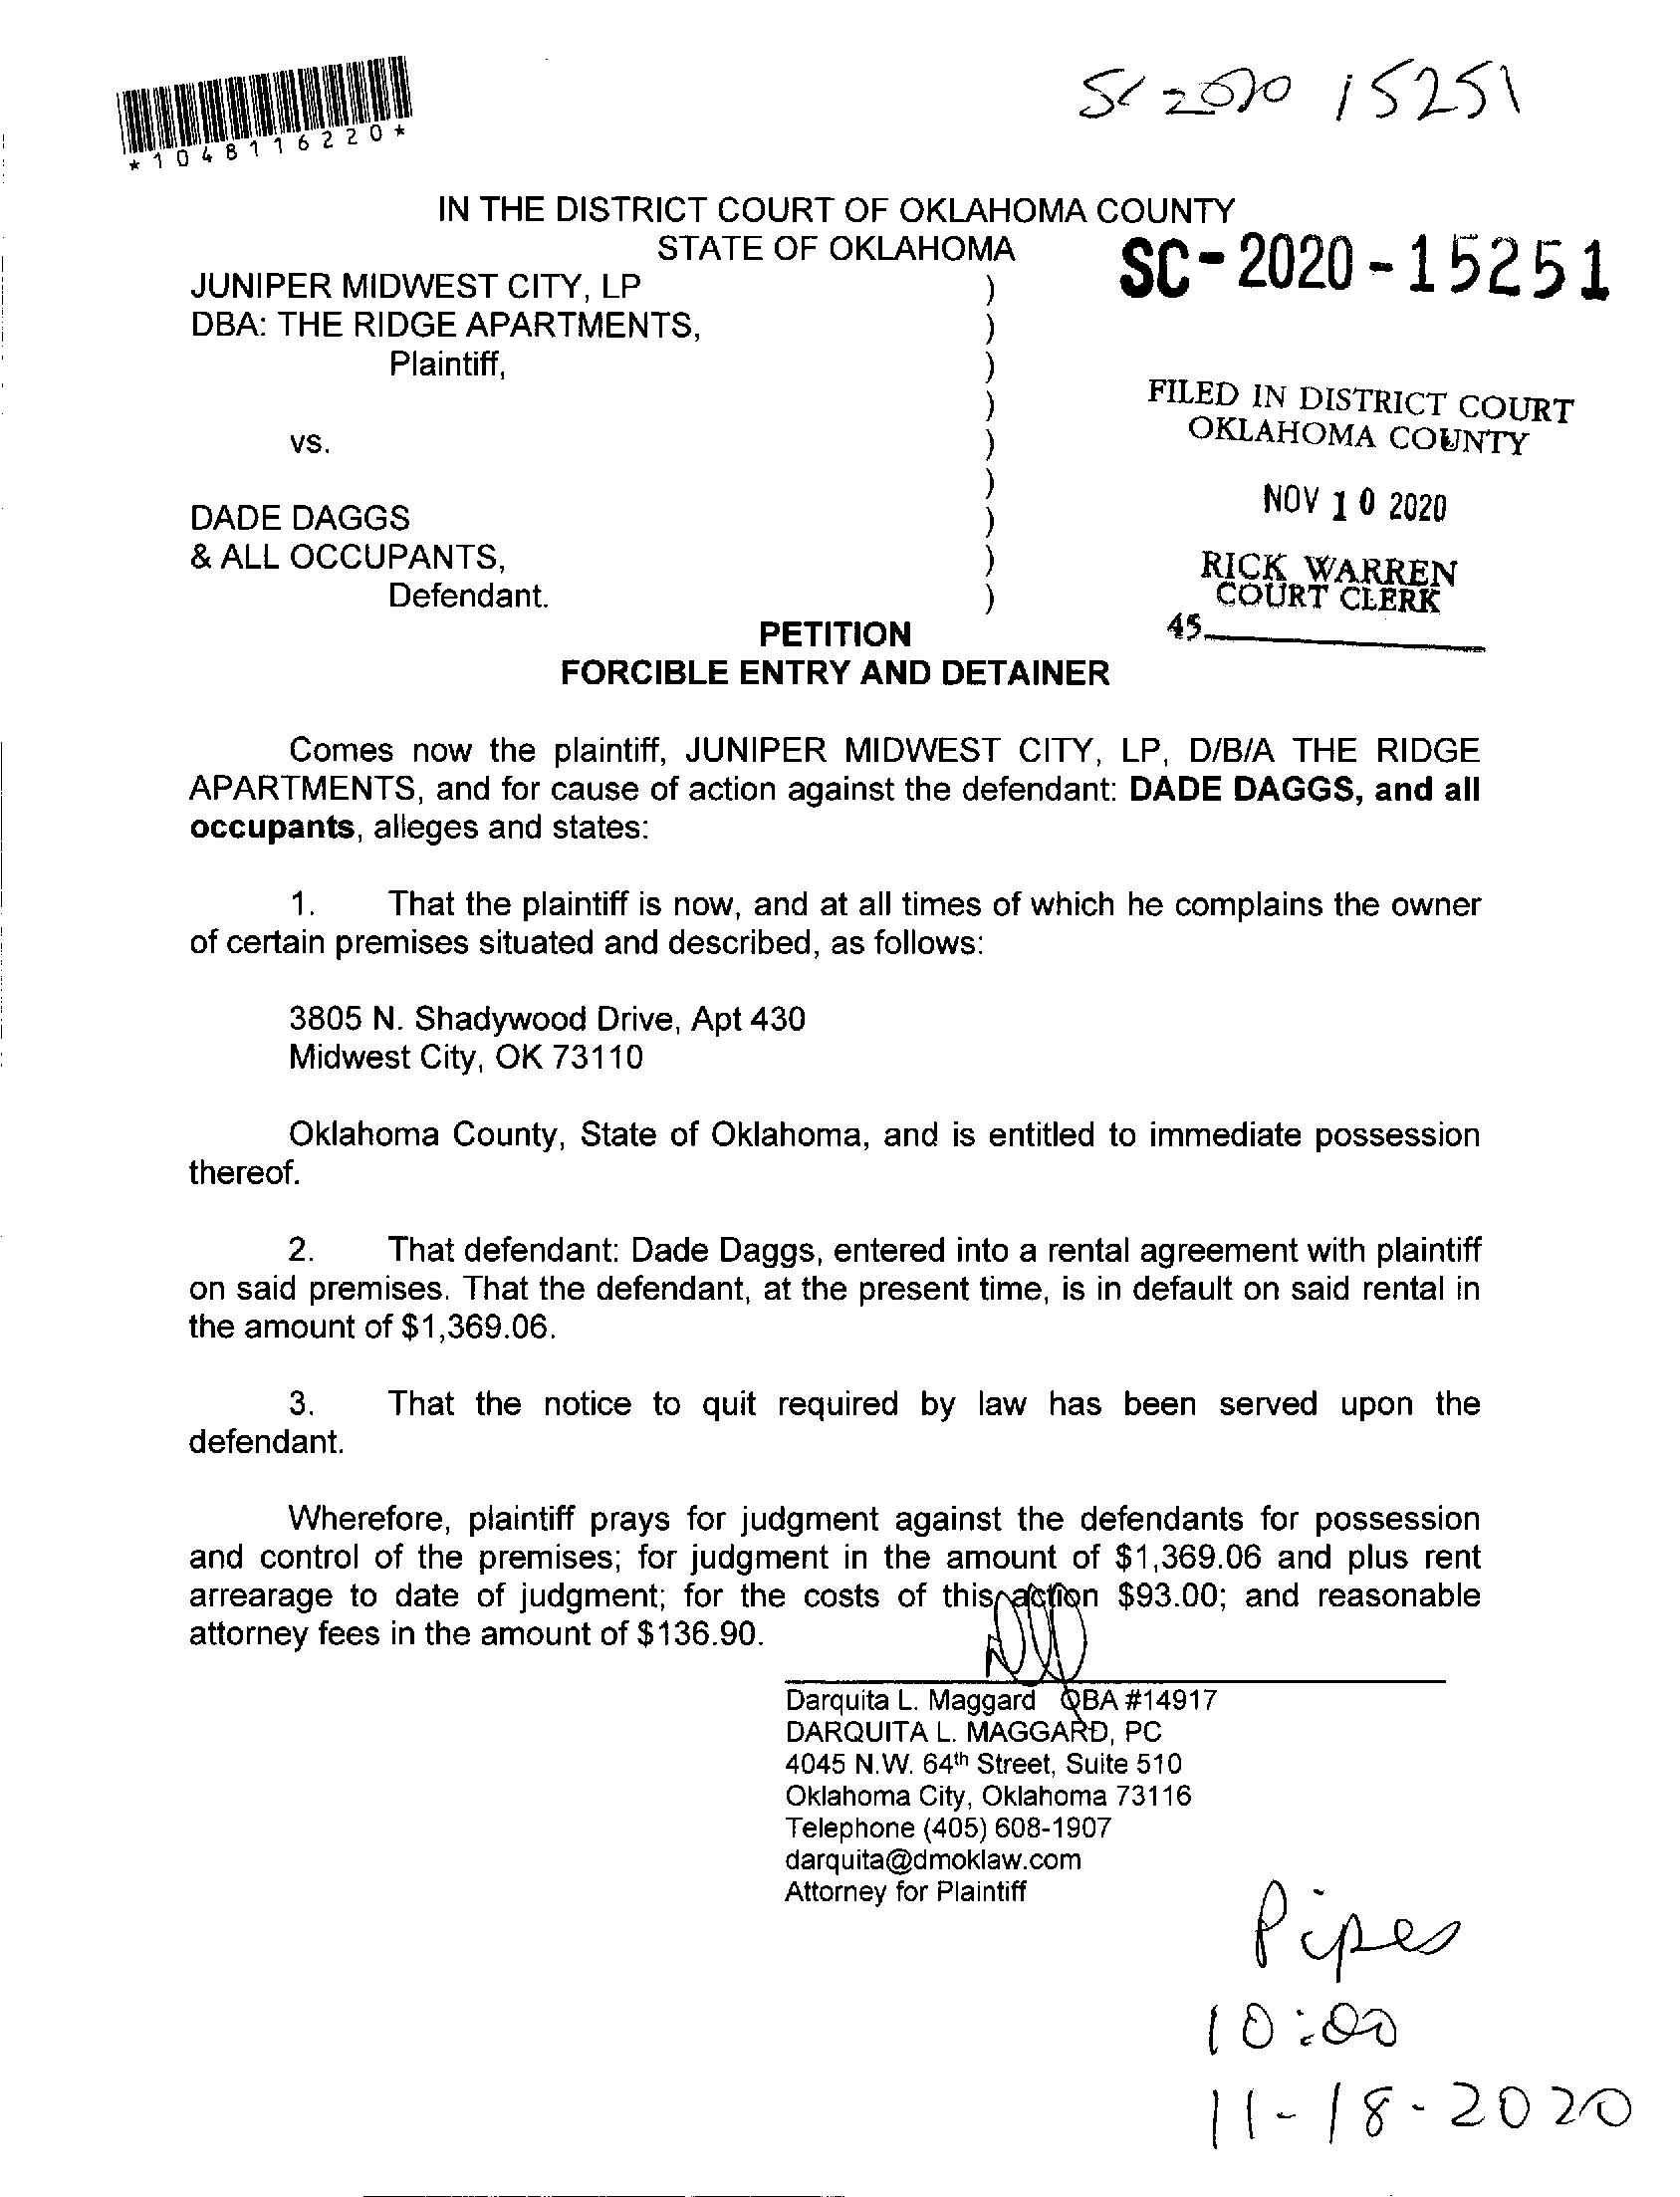 SC 2020 15251
*1048116220*
IN THE DISTRICT COURT OF OKLAHOMA COUNTY
STATE OF OKLAHOMA
SC-2020-15251
JUNIPER MIDWEST CITY, LP )
DBA: THE RIDGE APARTMENTS, )
Plaintiff, )
)
vs. )
)
DADE DAGGS )
& ALL OCCUPANTS, )
Defendant. )
FILED IN DISTRICT COURT
OKLAHOMA COUNTY
NOV 10 2020
RICK WARREN
COURT CLERK
45
PETITION
FORCIBLE ENTRY AND DETAINER
Comes now the plaintiff, JUNIPER MIDWEST CITY, LP, D/B/A THE RIDGE
APARTMENTS, and for cause of action against the defendant: DADE DAGGS, and all
occupants, alleges and states:
1. That the plaintiff is now, and at all times of which he complains the owner
of certain premises situated and described, as follows:
3805 N. Shadywood Drive, Apt 430
Midwest City, OK 73110
Oklahoma County, State of Oklahoma, and is entitled to immediate possession
thereof.
2. That defendant: Dade Daggs, entered into a rental agreement with plaintiff
on said premises. That the defendant, at the present time, is in default on said rental in
the amount of $1,369.06.
3. That the notice to quit required by law has been served upon the
defendant.
Wherefore, plaintiff prays for judgment against the defendants for possession
and control of the premises; for judgment in the amount of $1,369.06 and plus rent
arrearage to date of judgment; for the costs of this action $93.00; and reasonable
attorney fees in the amount of $136.90.
Darquita L. Maggard OBA #14917
DARQUITA L. MAGGARD, PC
4045 N.W. 64th Street, Suite 510
Oklahoma City, Oklahoma 73116
Telephone (405) 608-1907
darquita@dmoklaw.com
Attorney for Plaintiff
Pipes
10:00
11-18-2020